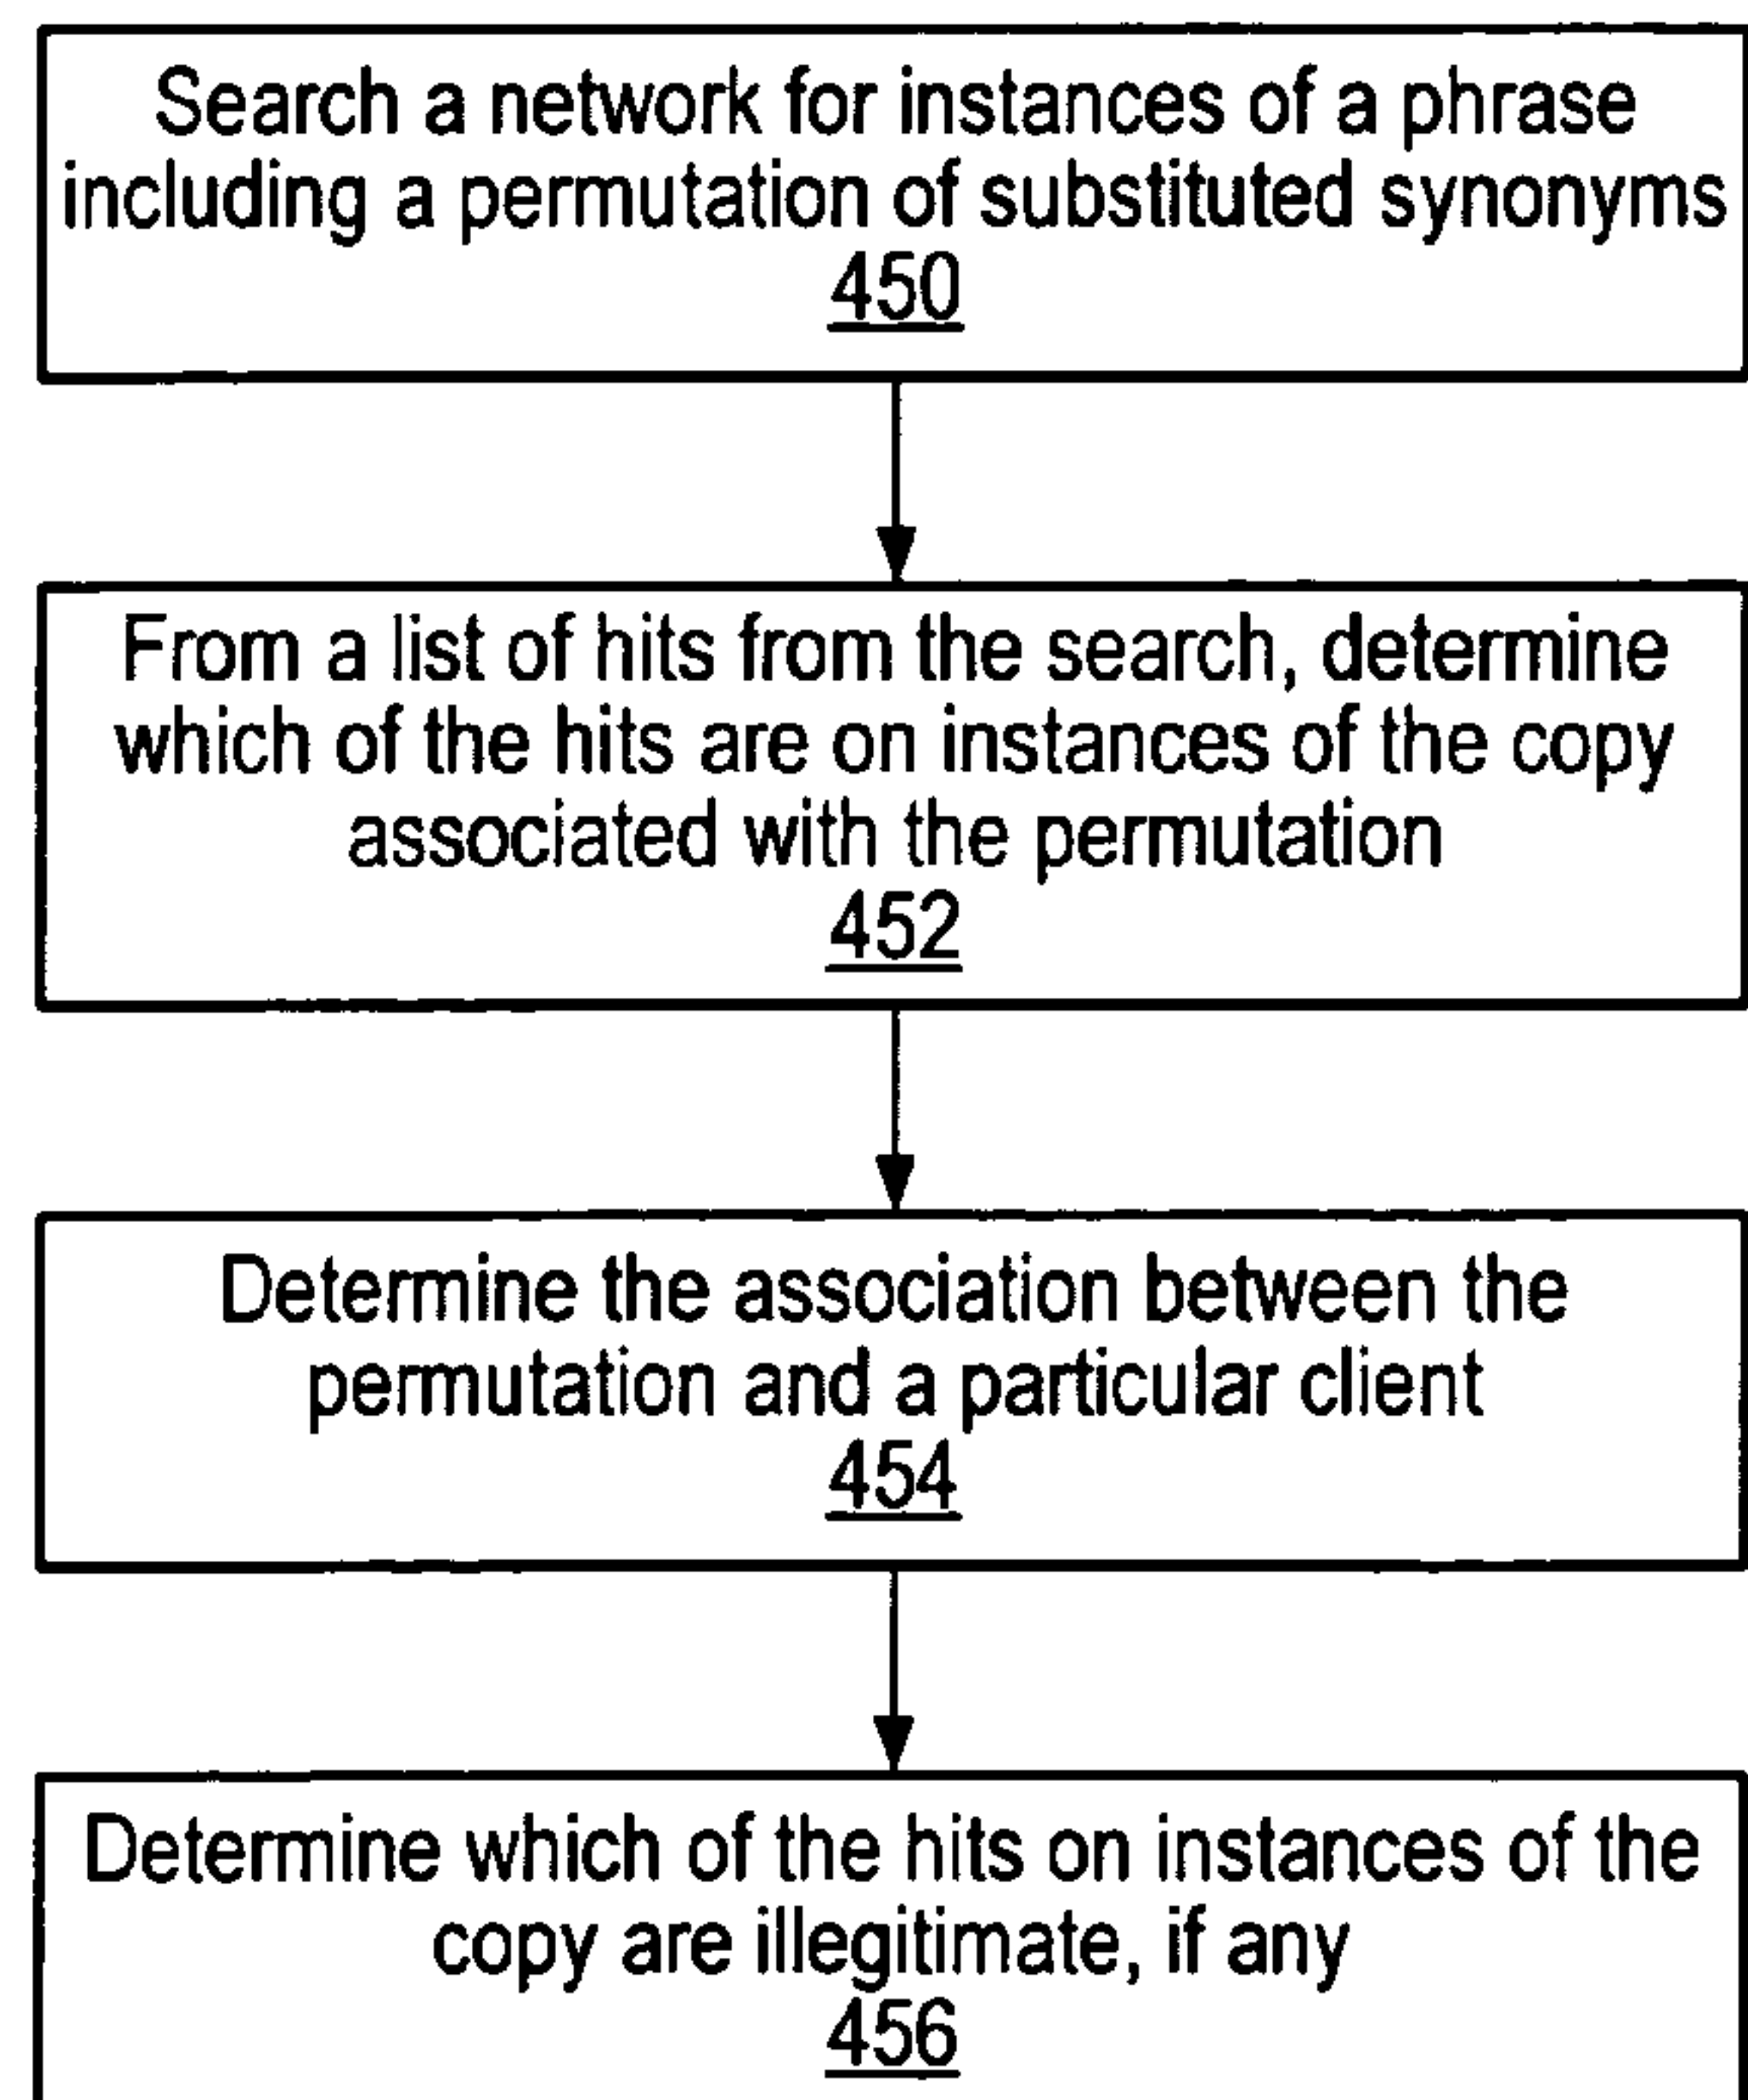 Search a network for instances of a phrase
including a permutation of substituted synonyms
450
From a list of hits from the search, determine
which of the hits are on instances of the copy
associated with the permutation
452
Determine the association between the
permutation and a particular client
454
Determine which of the hits on instances of the
copy are illegitimate, if any
456